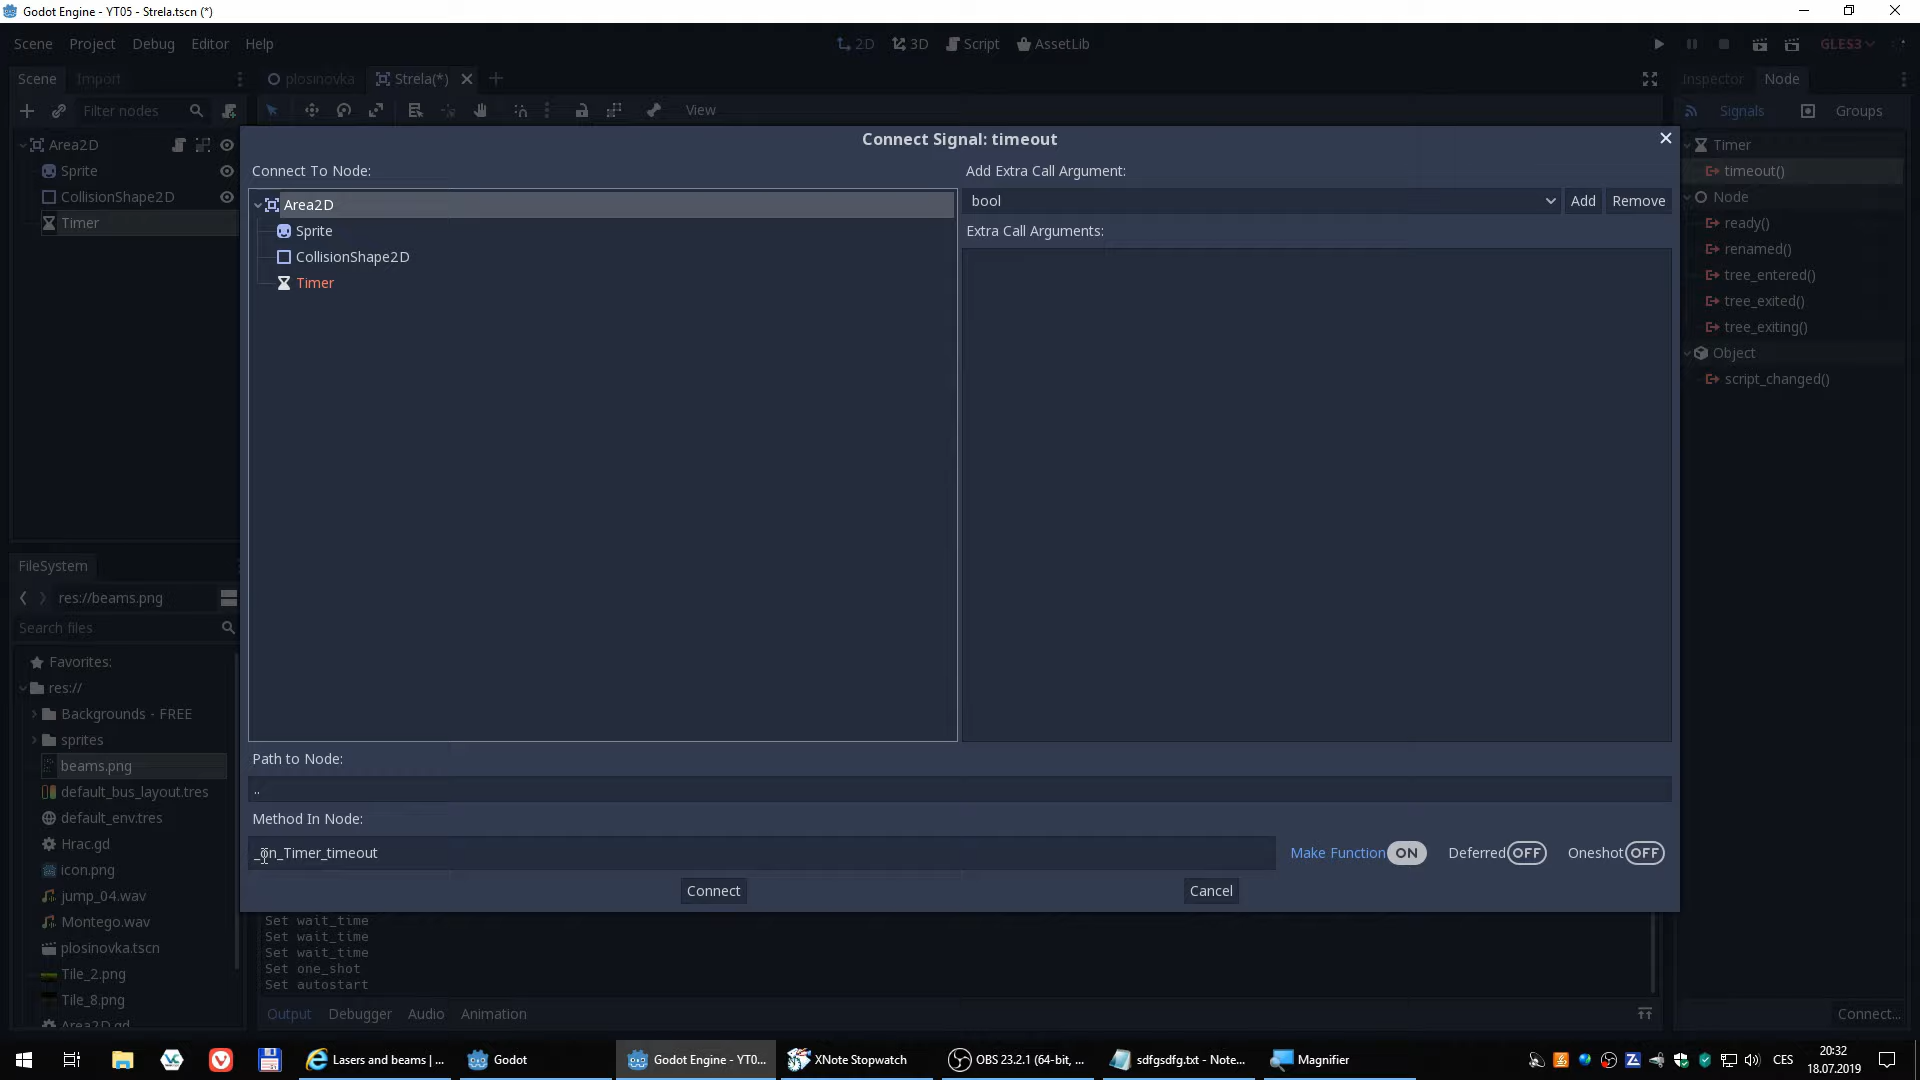 Godot Engine - YT05 - Strela.tscn (*)
Scene Project Debug Editor Help
2D 3D Script AssetLib
GLES3
Scene Import
plosinovka Strela(*)
Inspector Node
Filter nodes
View
Signals Groups
Area2D
Sprite
CollisionShape2D
Timer
Connect Signal: timeout
Connect To Node:
Area2D
Sprite
CollisionShape2D
Timer
Add Extra Call Argument:
bool Add Remove
Extra Call Arguments:
Timer
timeout()
Node
ready()
renamed()
tree_entered()
tree_exited()
tree_exiting()
Object
script_changed()
FileSystem
res://beams.png
Search files
Favorites:
res://
Backgrounds - FREE
sprites
beams.png
default_bus_layout.tres
default_env.tres
Hrac.gd
icon.png
jump_04.wav
Montego.wav
plosinovka.tscn
Tile_2.png
Tile_8.png
Area2D.gd
Path to Node:
..
Method In Node:
_on_Timer_timeout
Make Function ON Deferred OFF Oneshot OFF
Connect Cancel
Set wait_time
Set wait_time
Set wait_time
Set one_shot
Set autostart
Output Debugger Audio Animation
Connect...
Lasers and beams | ...
Godot
Godot Engine - YT0...
XNote Stopwatch
OBS 23.2.1 (64-bit, ...
sdfgsdfg.txt - Note...
Magnifier
CES
20:32
18.07.2019